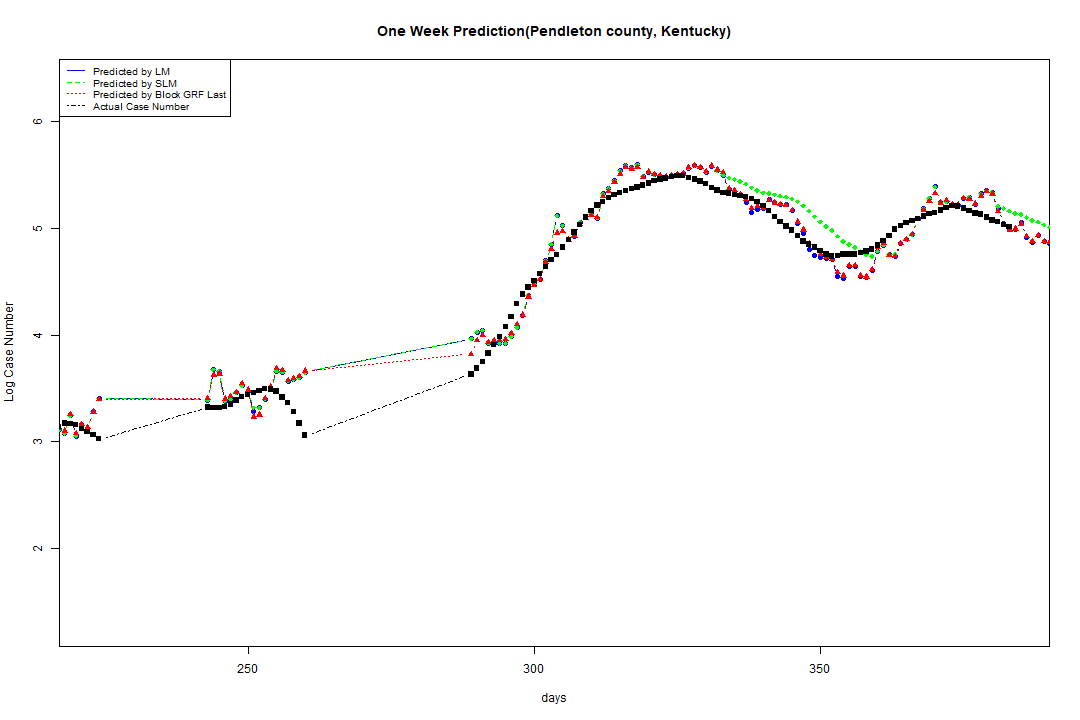 One Week Prediction(Pendleton county, Kentucky)
Predicted by LM
Predicted by SLM
Predicted by Block GRF Last
Actual Case Number
6
5
4
3
2
Log Case Number
250
300
350
days